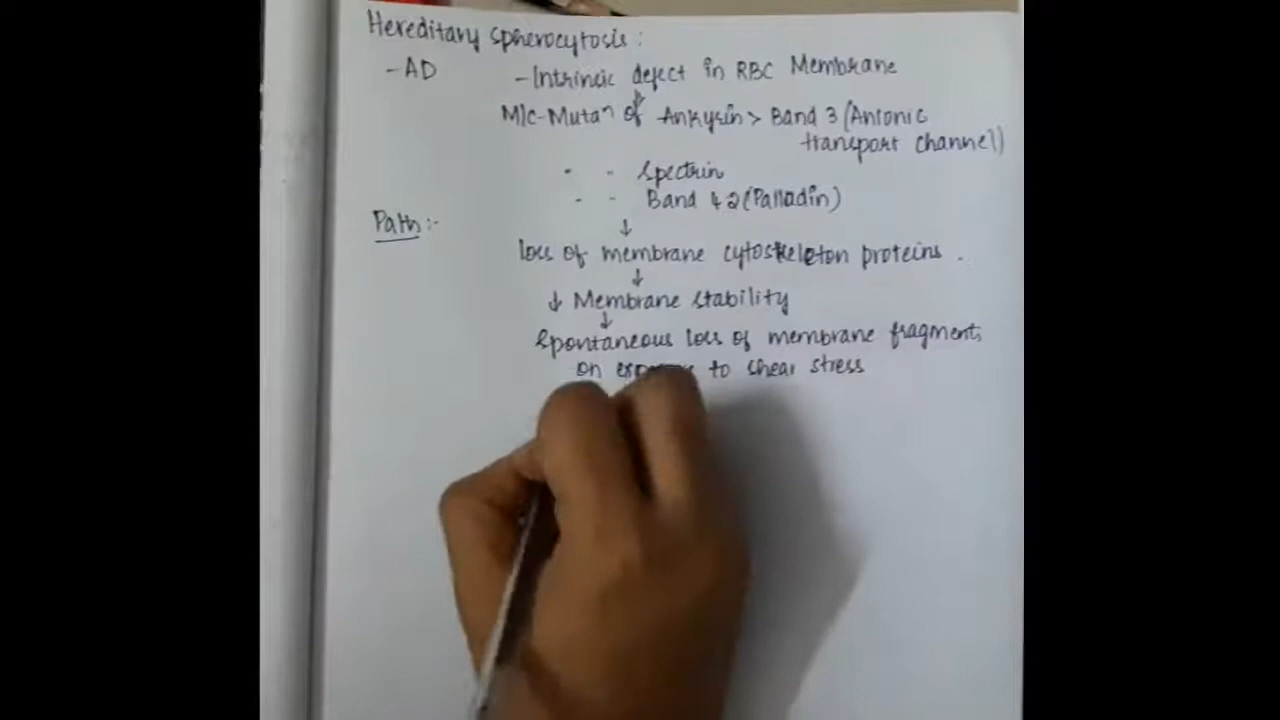 Hereditary spherocytosis:
- AD - Intrinsic defect in RBC Membrane
M/c - Mutaⁿ of Ankyrin > Band 3 (Anionic
transport channel)
" " Spectrin
" " Band 4.2 (Palladin)
Path:-
loss of membrane cytoskeleton proteins.
↓ Membrane stability
Spontaneous loss of membrane fragments
on to shear stress